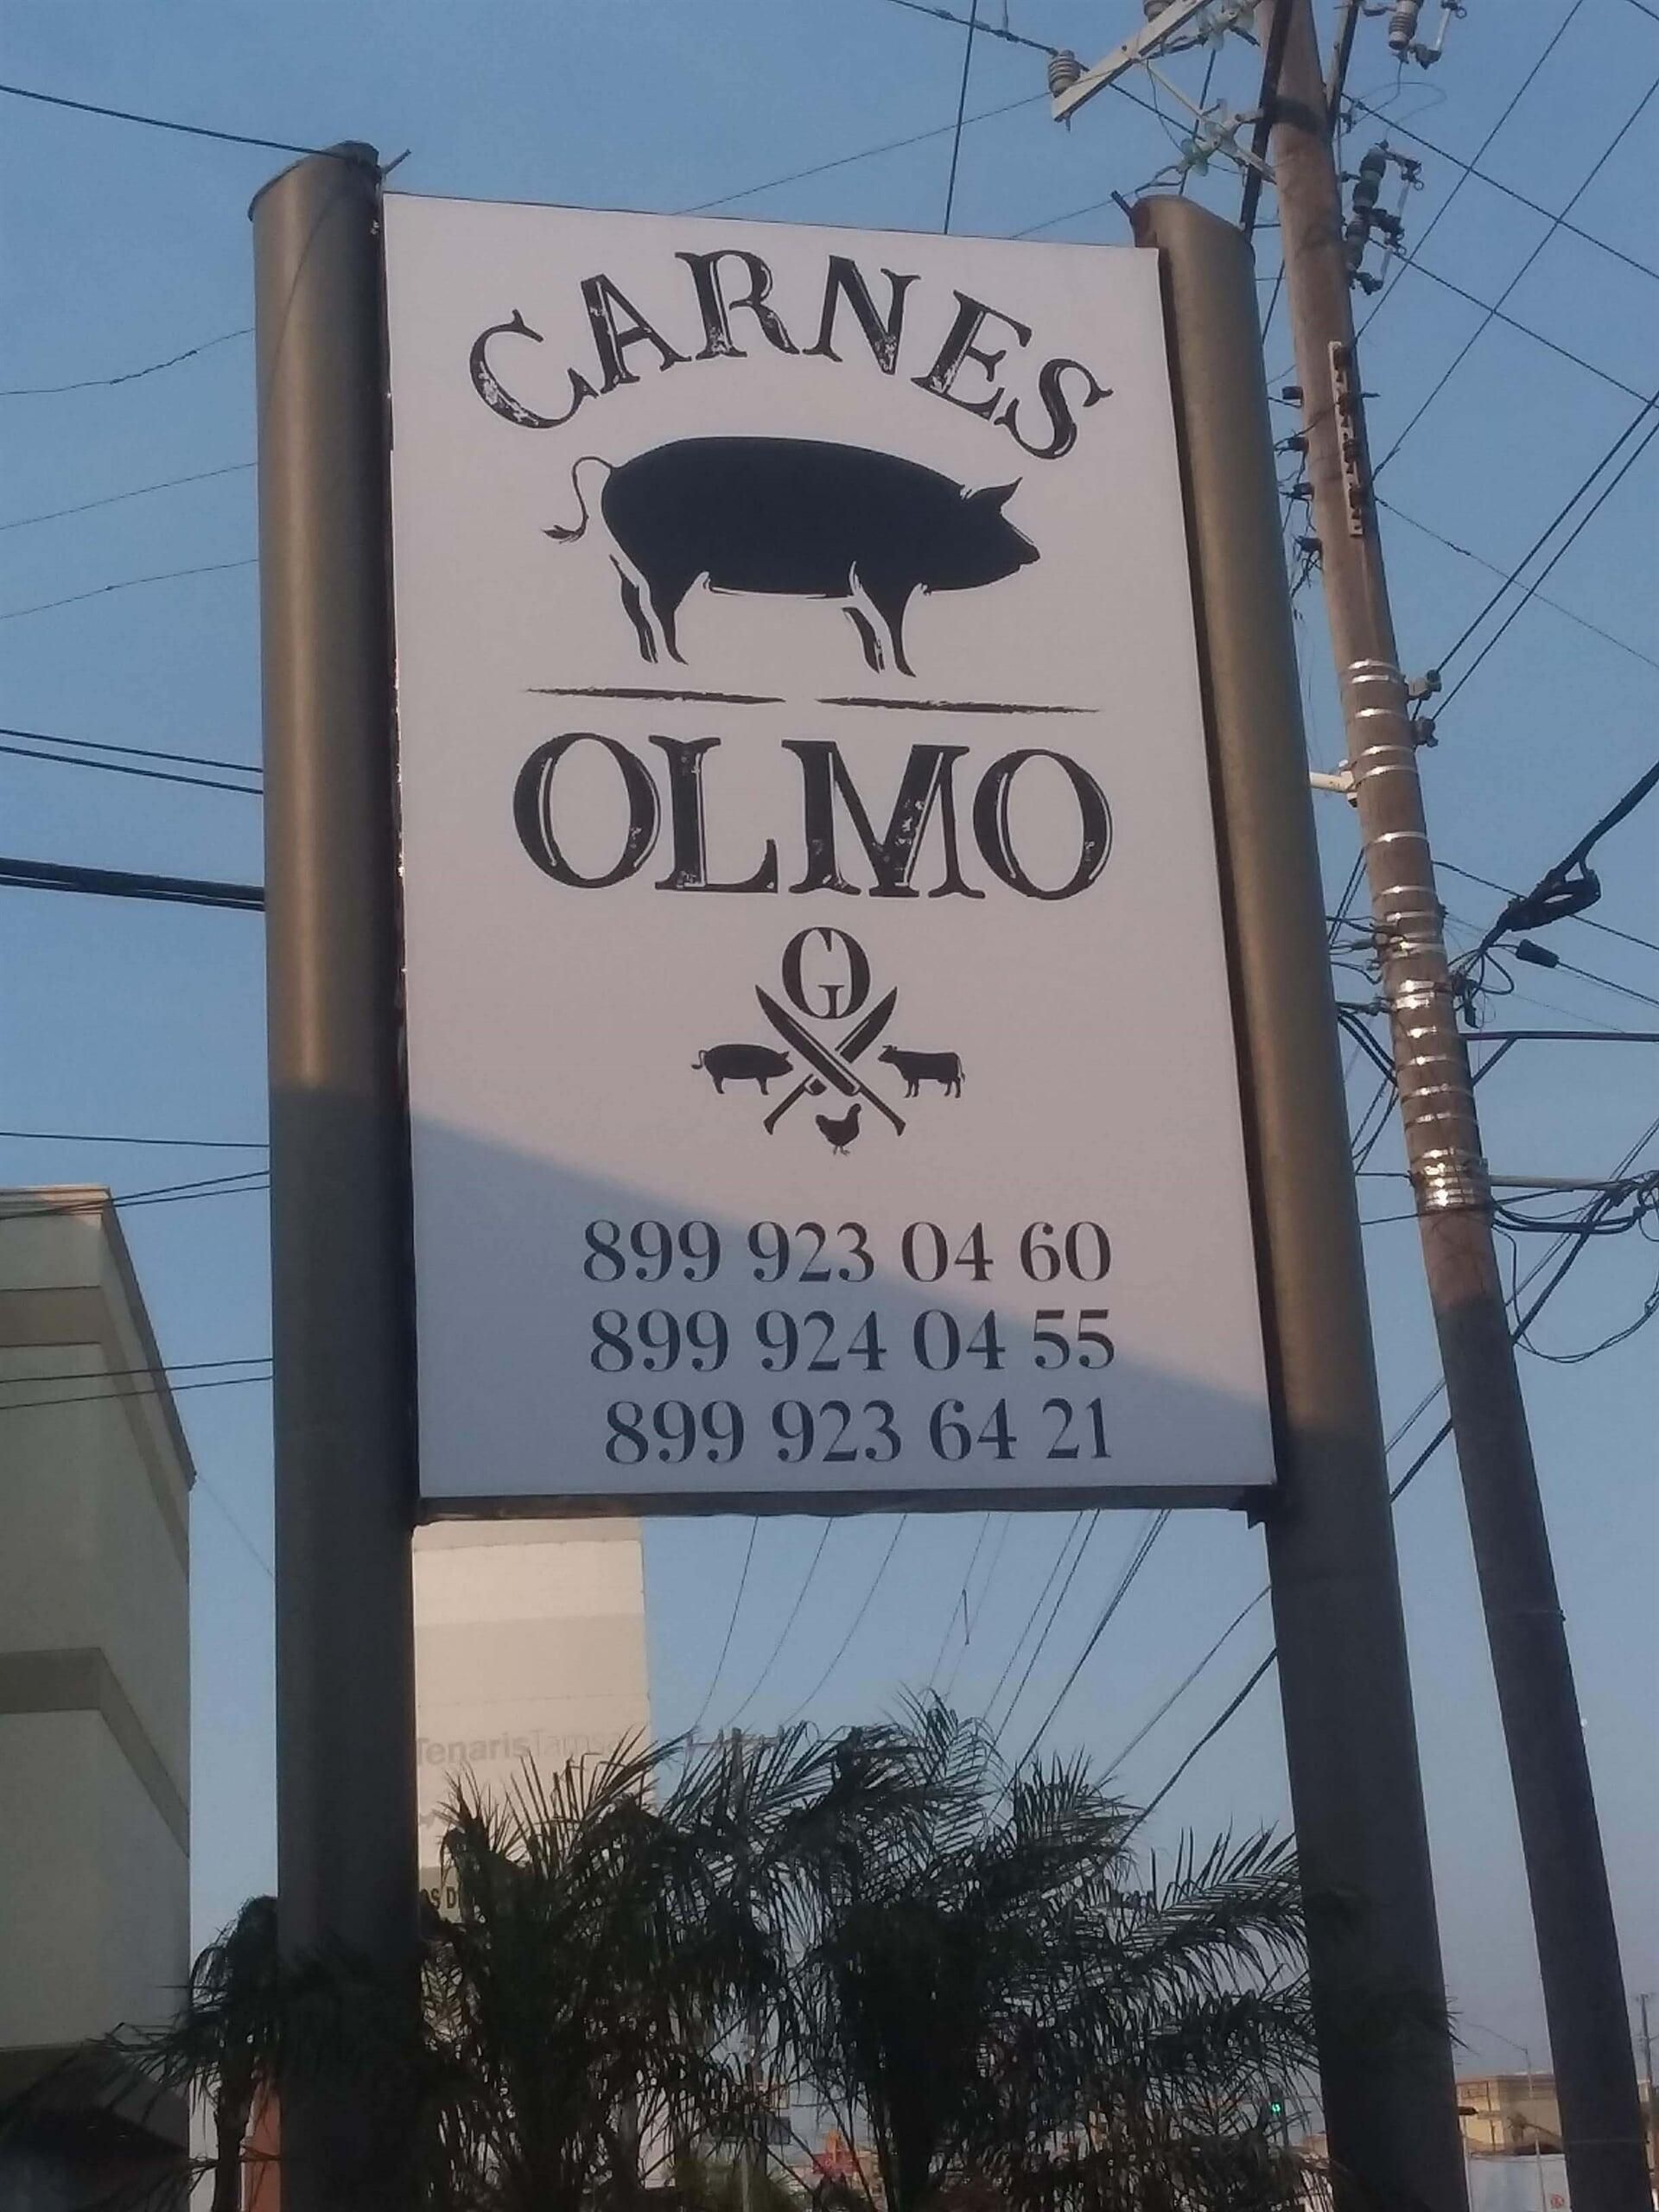 CARNES
OLMO
899 923 04 60
899 924 04 55
899 923 64 21
Tenaris